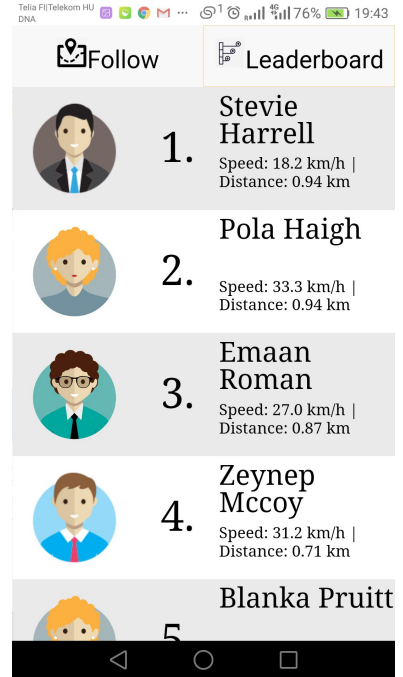 Telia FI|Telekom HU
DNA
4G
76%
19:43
Follow
Leaderboard
1.
Stevie
Harrell
Speed: 18.2 km/h |
Distance: 0.94 km
2.
Pola Haigh
Speed: 33.3 km/h |
Distance: 0.94 km
3.
Emaan
Roman
Speed: 27.0 km/h |
Distance: 0.87 km
4.
Zeynep
Mccoy
Speed: 31.2 km/h |
Distance: 0.71 km
5.
Blanka Pruitt